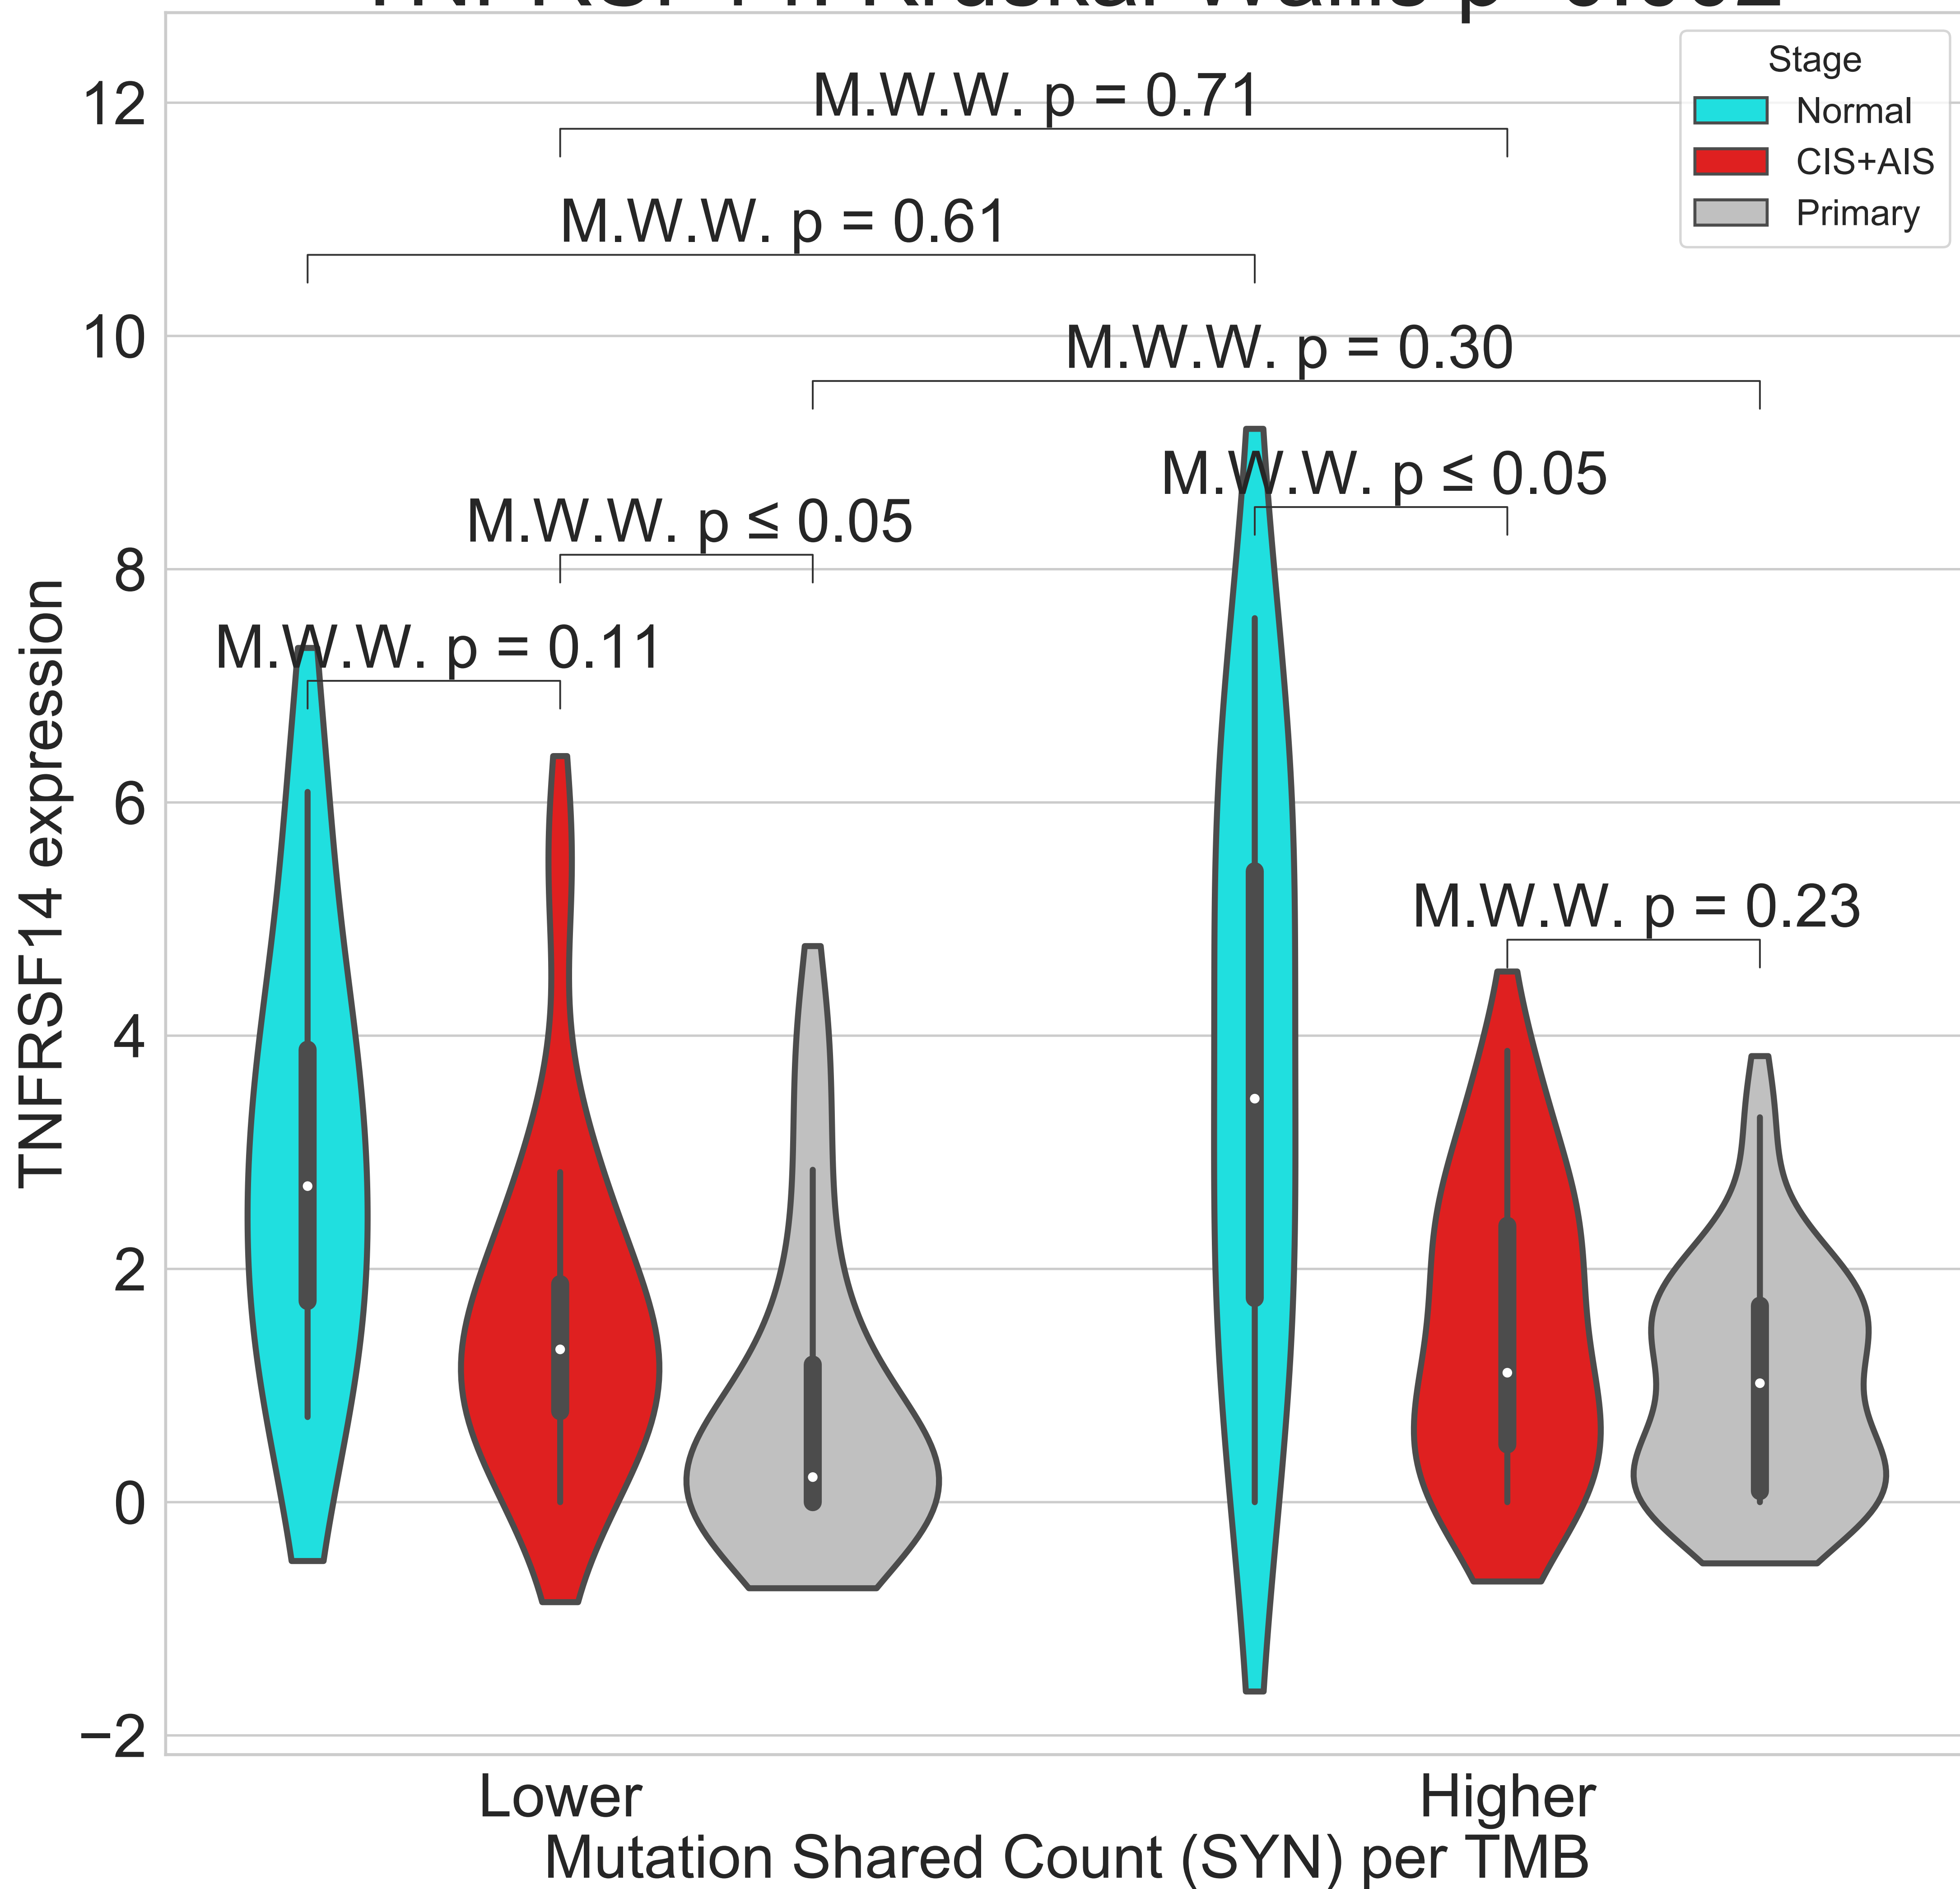 Stage
Normal
CIS+AIS
Primary
M.W.W. p = 0.71
M.W.W. p = 0.61
M.W.W. p = 0.30
M.W.W. p ≤ 0.05
M.W.W. p ≤ 0.05
M.W.W. p = 0.11
M.W.W. p = 0.23
12
10
8
6
4
2
0
−2
TNFRSF14 expression
Lower
Higher
Mutation Shared Count (SYN) per TMB